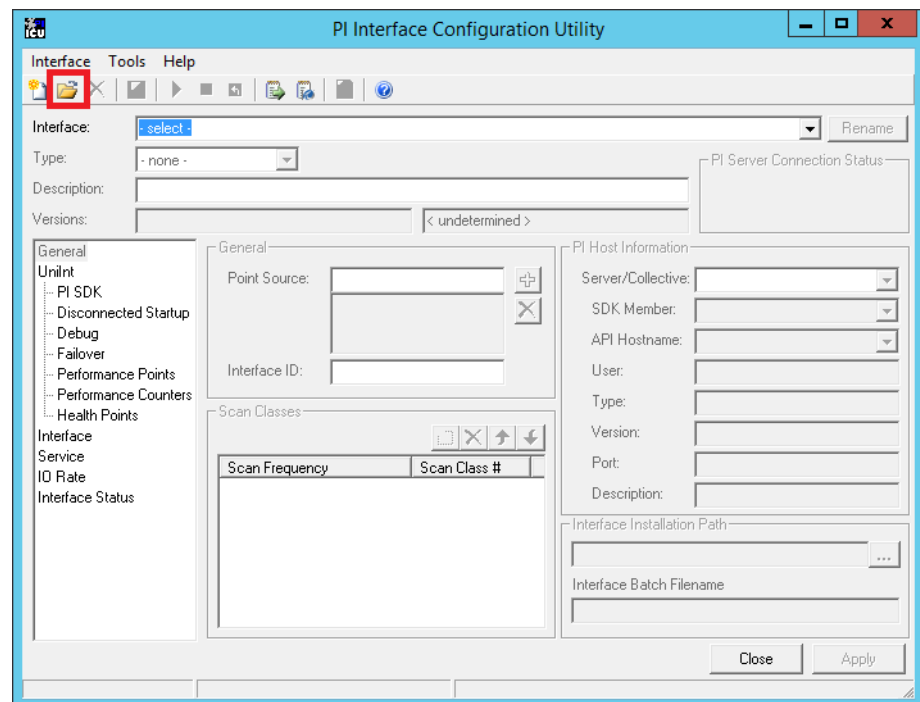 ICU
PI Interface Configuration Utility
Interface Tools Help
Interface: - select - Rename
Type: - none - PI Server Connection Status
Description:
Versions: < undetermined >
General
UniInt
PI SDK
Disconnected Startup
Debug
Failover
Performance Points
Performance Counters
Health Points
Interface
Service
IO Rate
Interface Status
General
Point Source:
Interface ID:
Scan Classes
Scan Frequency Scan Class #
PI Host Information
Server/Collective:
SDK Member:
API Hostname:
User:
Type:
Version:
Port:
Description:
Interface Installation Path
...
Interface Batch Filename
Close Apply